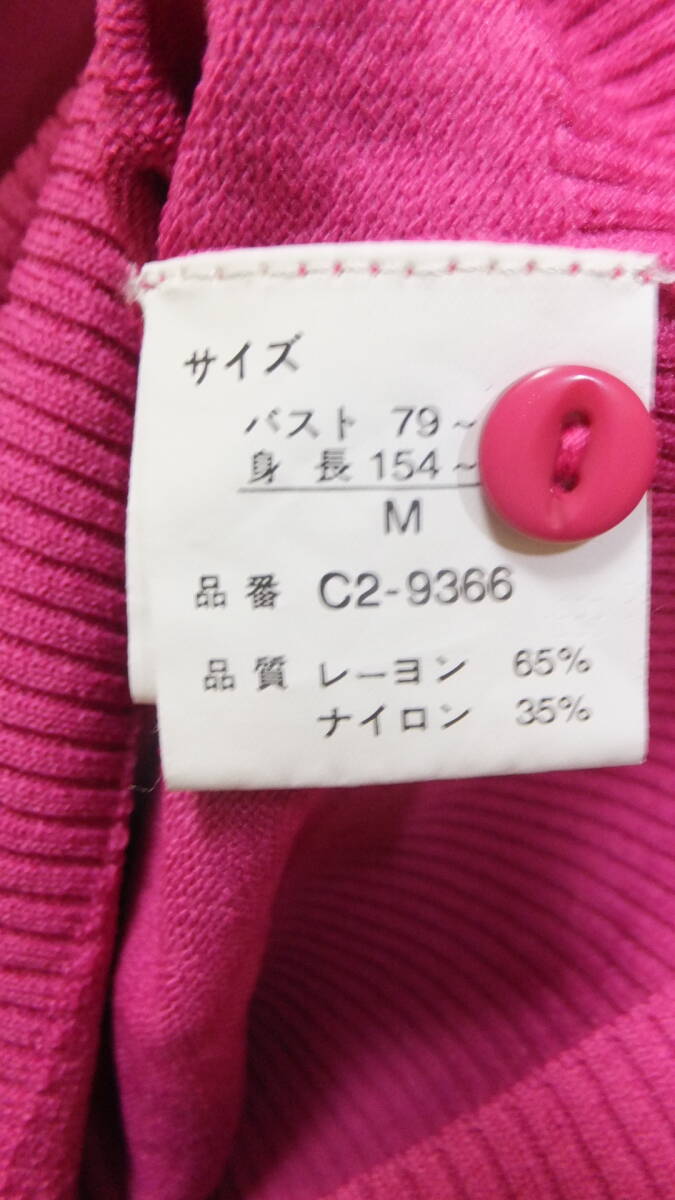 サイズ
バスト 79~
身長 154~
M
品番 C2-9366
品質 レーヨン 65%
ナイロン 35%